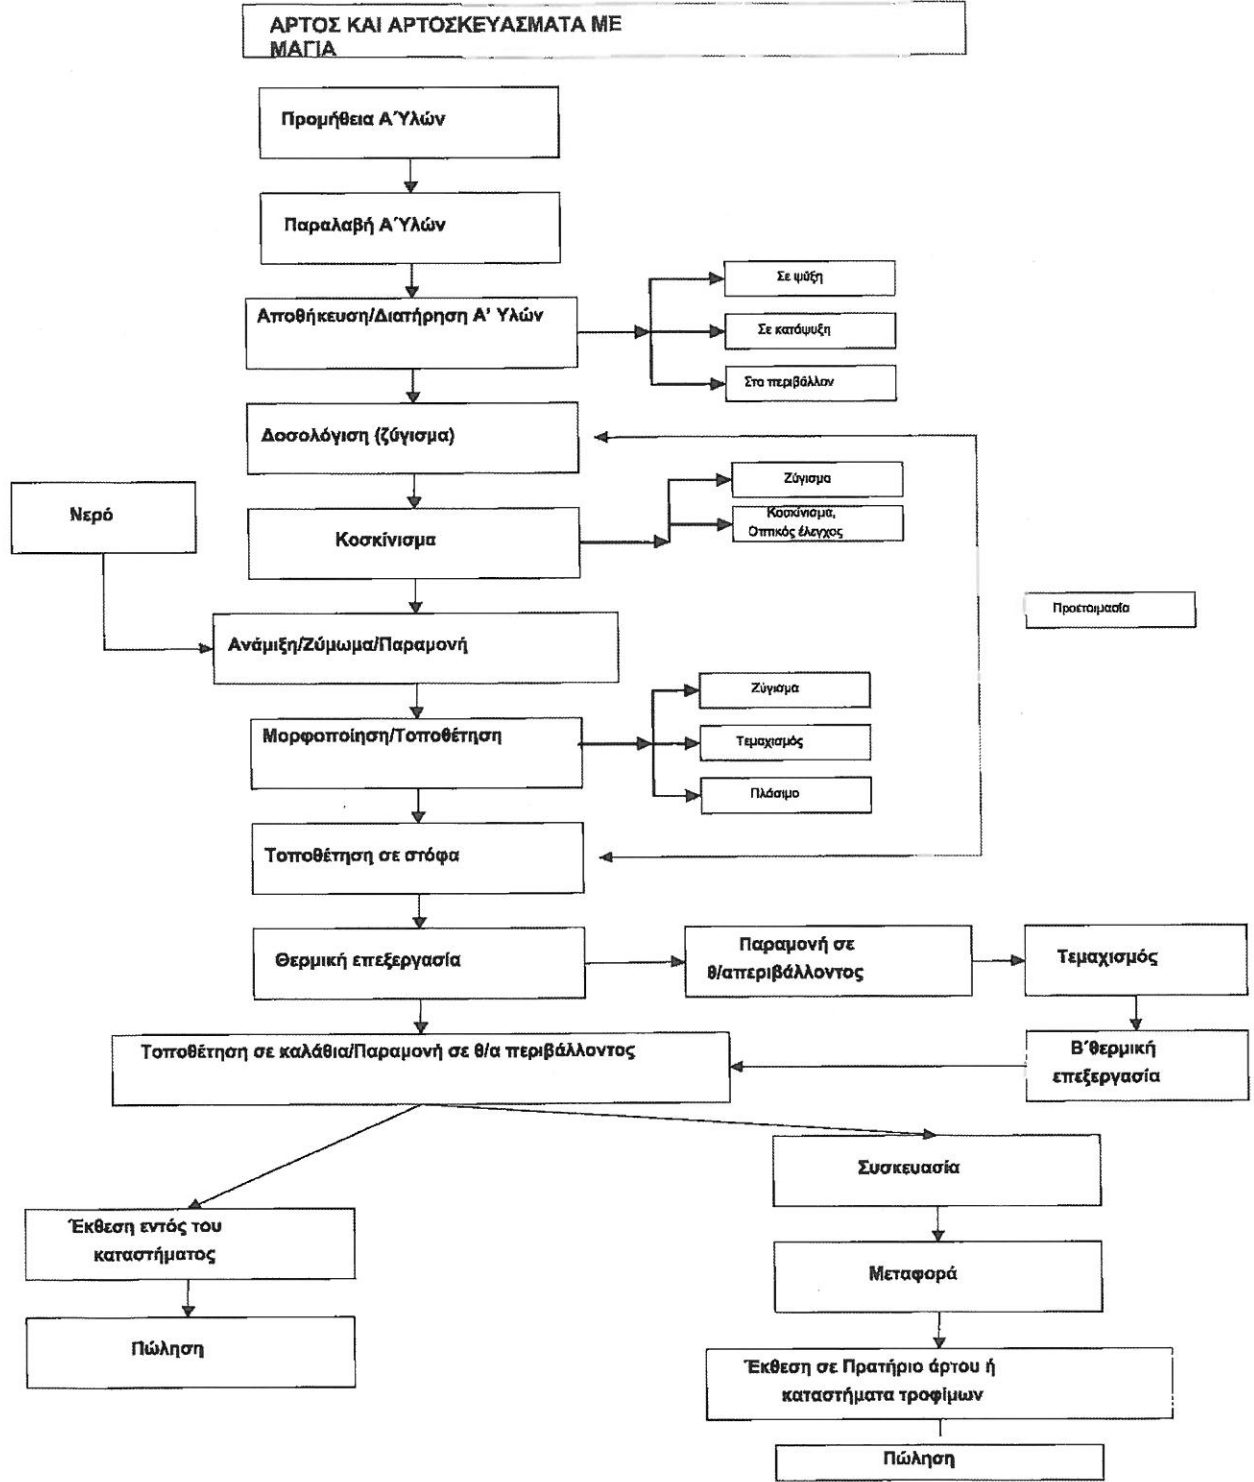 ΑΡΤΟΣ ΚΑΙ ΑΡΤΟΣΚΕΥΑΣΜΑΤΑ ΜΕ
ΜΑΓΙΑ
Προμήθεια Α΄Υλών
Παραλαβή Α΄Υλών
Σε ψύξη
Αποθήκευση/Διατήρηση Α' Υλών
Σε κατάψυξη
Στο περιβάλλον
Δοσολόγιση (ζύγισμα)
Ζύγισμα
Νερό
Κοσκίνισμα,
Οπτικός έλεγχος
Κοσκίνισμα
Προετοιμασία
Ανάμιξη/Ζύμωμα/Παραμονή
Ζύγισμα
Μορφοποίηση/Τοποθέτηση
Τεμαχισμός
Πλάσιμο
Τοποθέτηση σε στόφα
Θερμική επεξεργασία
Παραμονή σε
θ/απεριβάλλοντος
Τεμαχισμός
Τοποθέτηση σε καλάθια/Παραμονή σε θ/α περιβάλλοντος
Β΄θερμική
επεξεργασία
Συσκευασία
Έκθεση εντός του
καταστήματος
Μεταφορά
Πώληση
Έκθεση σε Πρατήριο άρτου ή
καταστήματα τροφίμων
Πώληση